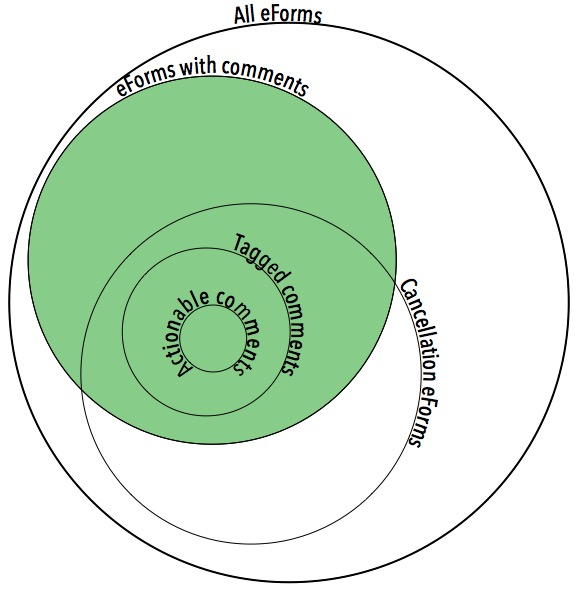 All eForms
eForms with comments
Tagged comments
Actionable comments
Cancellation eForms